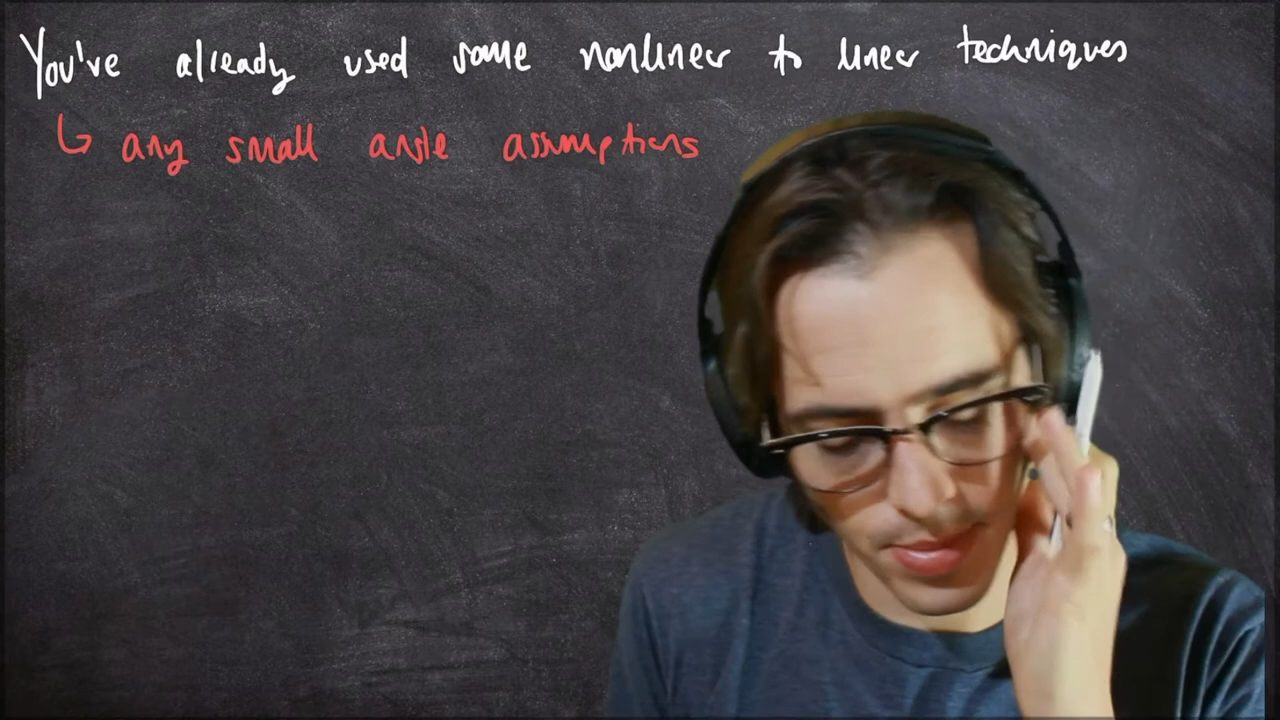 You've already used some nonlinear to linear techniques
↳ any small angle assumptions